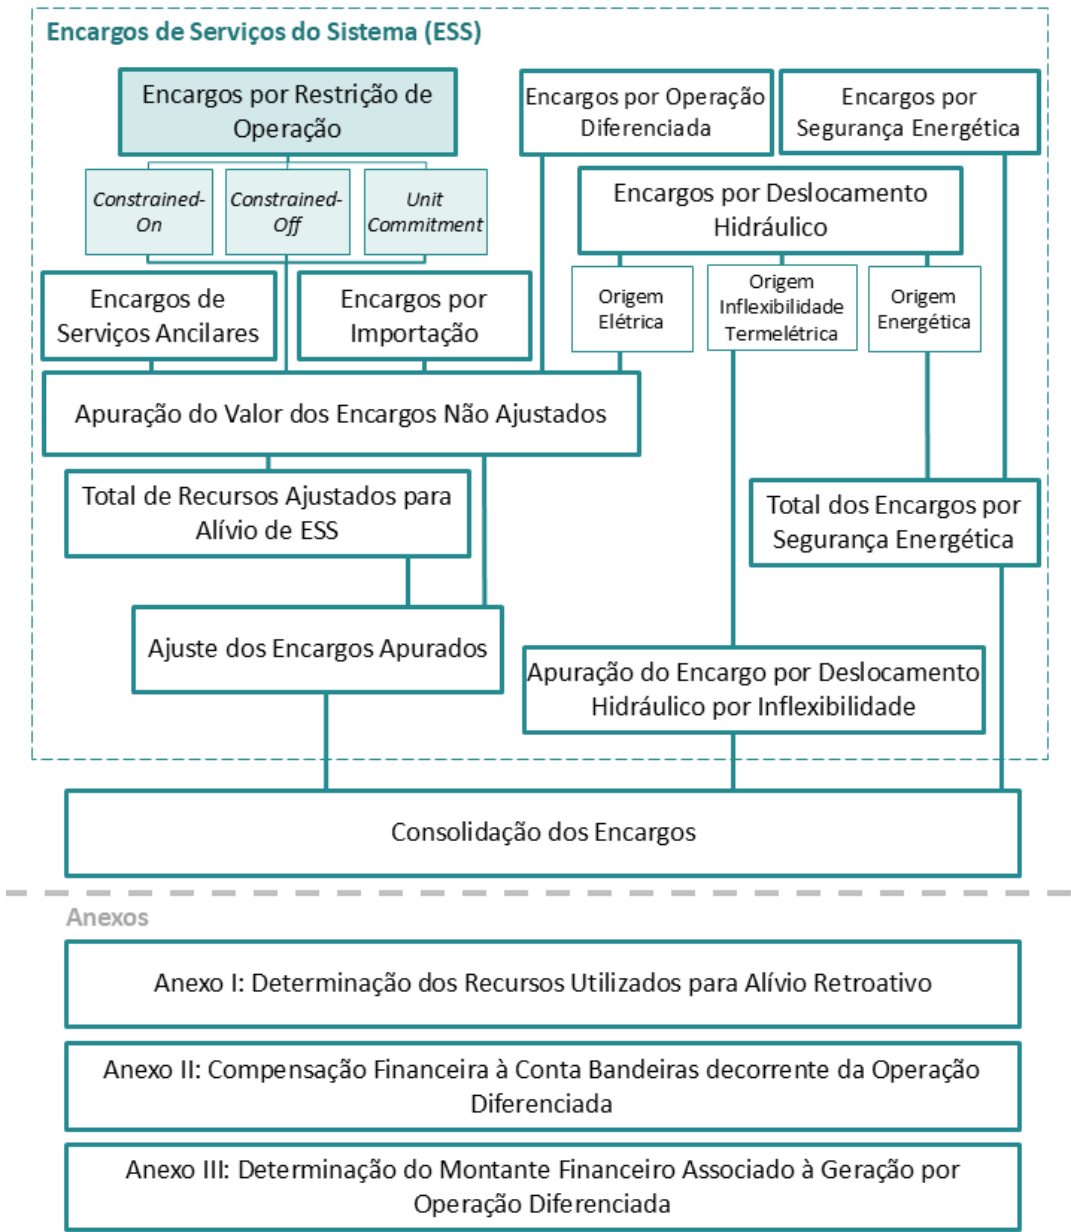 Encargos de Serviços do Sistema (ESS)
Encargos por Restrição de
Operação
Encargos por Operação
Diferenciada
Encargos por
Segurança Energética
Constrained-
On
Constrained-
Off
Unit
Commitment
Encargos por Deslocamento
Hidráulico
Encargos de
Serviços Ancilares
Encargos por
Importação
Origem
Elétrica
Origem
Inflexibilidade
Termelétrica
Origem
Energética
Apuração do Valor dos Encargos Não Ajustados
Total de Recursos Ajustados para
Alívio de ESS
Total dos Encargos por
Segurança Energética
Ajuste dos Encargos Apurados
Apuração do Encargo por Deslocamento
Hidráulico por Inflexibilidade
Consolidação dos Encargos
Anexos
Anexo I: Determinação dos Recursos Utilizados para Alívio Retroativo
Anexo II: Compensação Financeira à Conta Bandeiras decorrente da Operação
Diferenciada
Anexo III: Determinação do Montante Financeiro Associado à Geração por
Operação Diferenciada